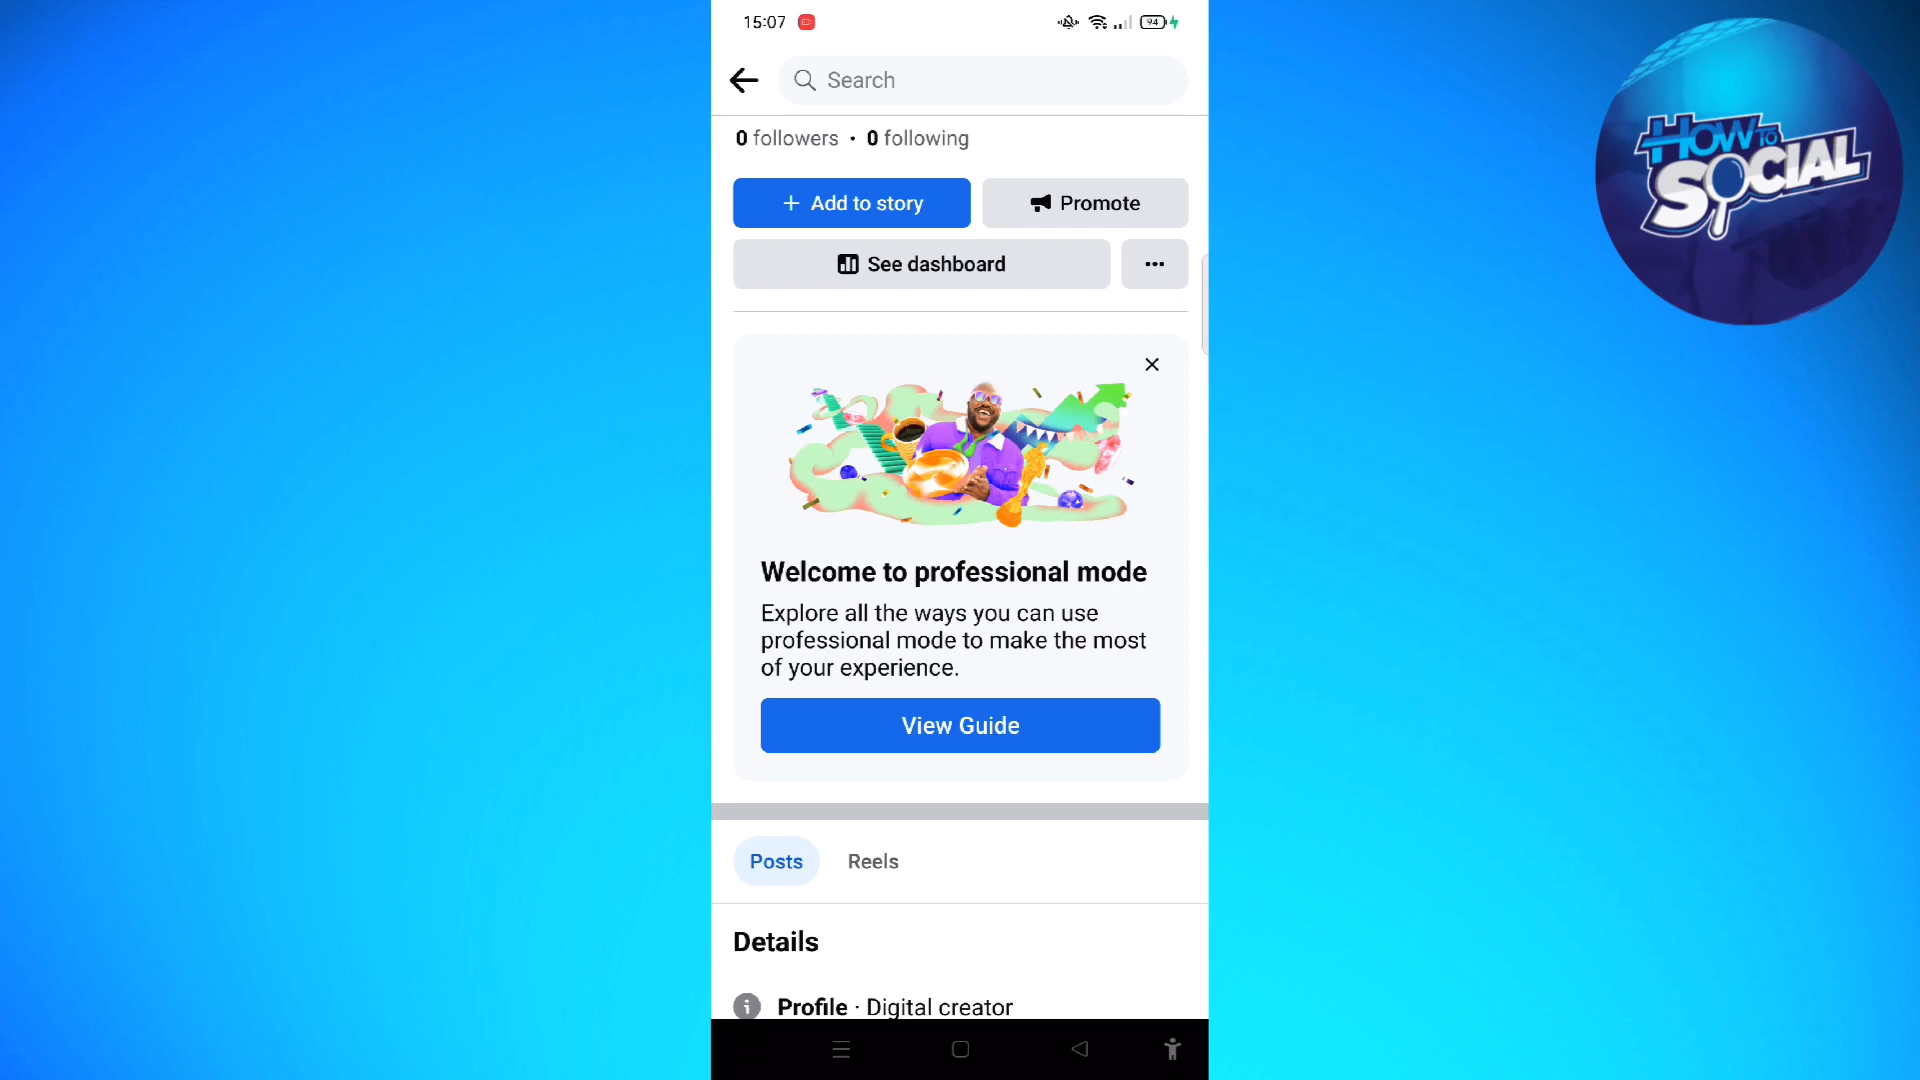 15:07
94
Search
0 followers · 0 following
HOW TO SOCIAL
+ Add to story
Promote
See dashboard
Welcome to professional mode
Explore all the ways you can use
professional mode to make the most
of your experience.
View Guide
Posts
Reels
Details
Profile · Digital creator